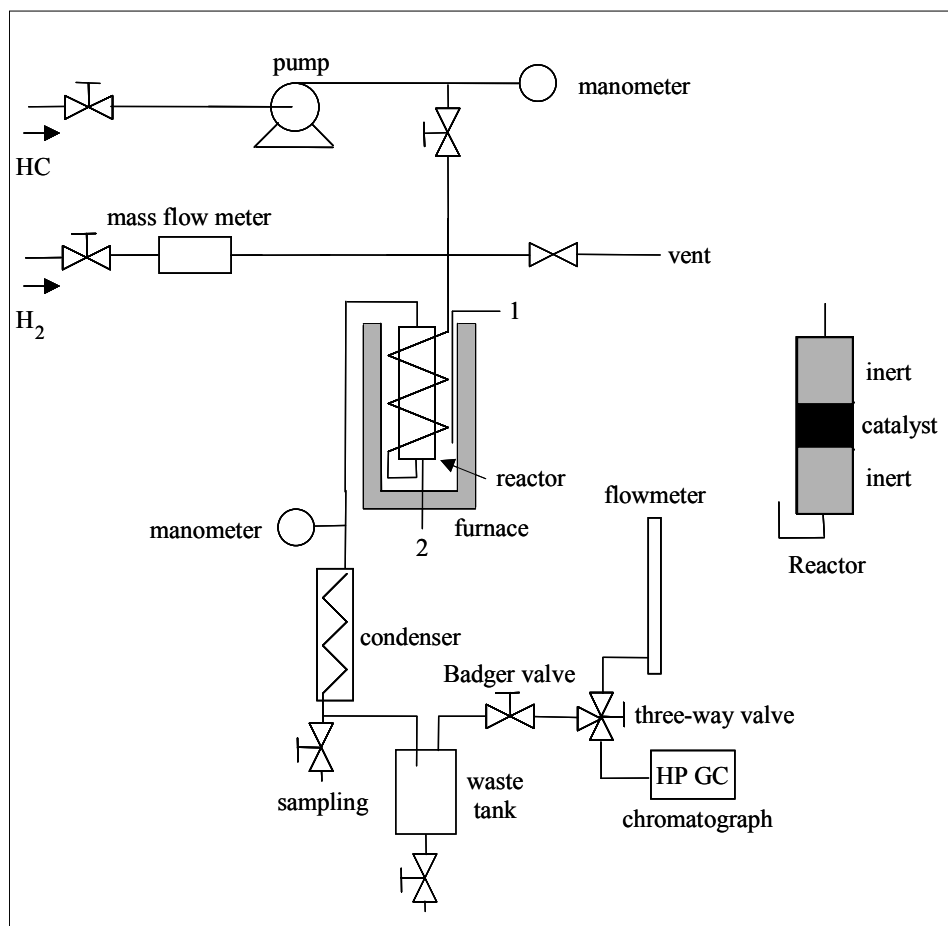 pump
manometer
HC
mass flow meter
vent
H2
1
inert
catalyst
reactor
inert
flowmeter
manometer
furnace
2
Reactor
condenser
Badger valve
three-way valve
HP GC
waste
tank
sampling
chromatograph